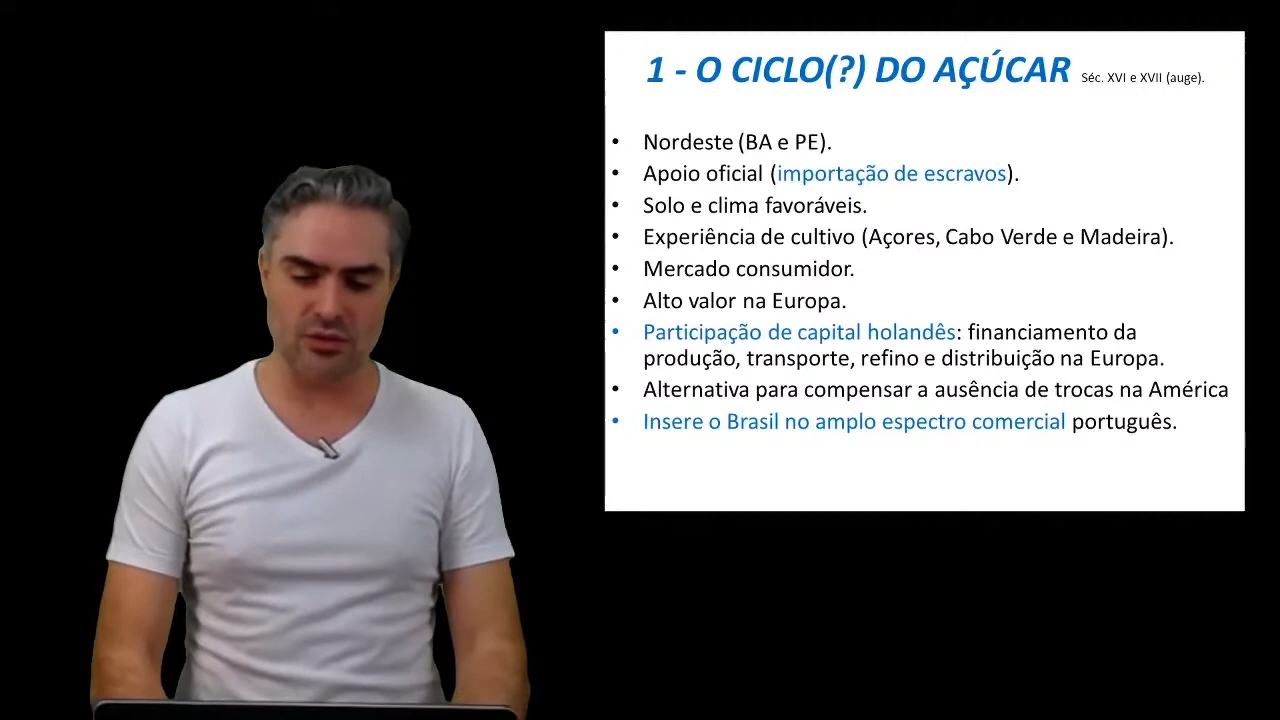 1 - O CICLO(?) DO AÇÚCAR Séc. XVI e XVII (auge).
• Nordeste (BA e PE).
• Apoio oficial (importação de escravos).
• Solo e clima favoráveis.
• Experiência de cultivo (Açores, Cabo Verde e Madeira).
• Mercado consumidor.
• Alto valor na Europa.
• Participação de capital holandês: financiamento da
produção, transporte, refino e distribuição na Europa.
• Alternativa para compensar a ausência de trocas na América
• Insere o Brasil no amplo espectro comercial português.